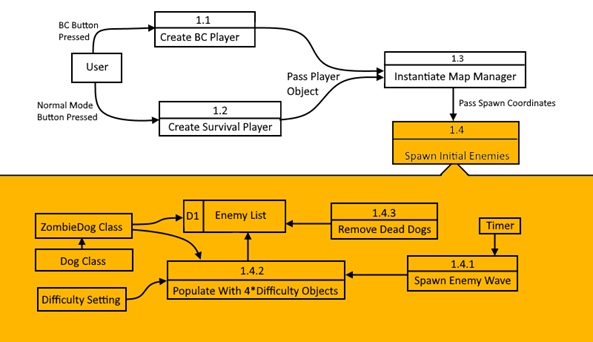 BC Button
Pressed
1.1
Create BC Player
User
1.3
Instantiate Map Manager
Pass Player
Object
Normal Mode
Button Pressed
1.2
Create Survival Player
Pass Spawn Coordinates
1.4
Spawn Initial Enemies
ZombieDog Class
D1
Enemy List
1.4.3
Remove Dead Dogs
Timer
Dog Class
1.4.2
Populate With 4*Difficulty Objects
1.4.1
Spawn Enemy Wave
Difficulty Setting